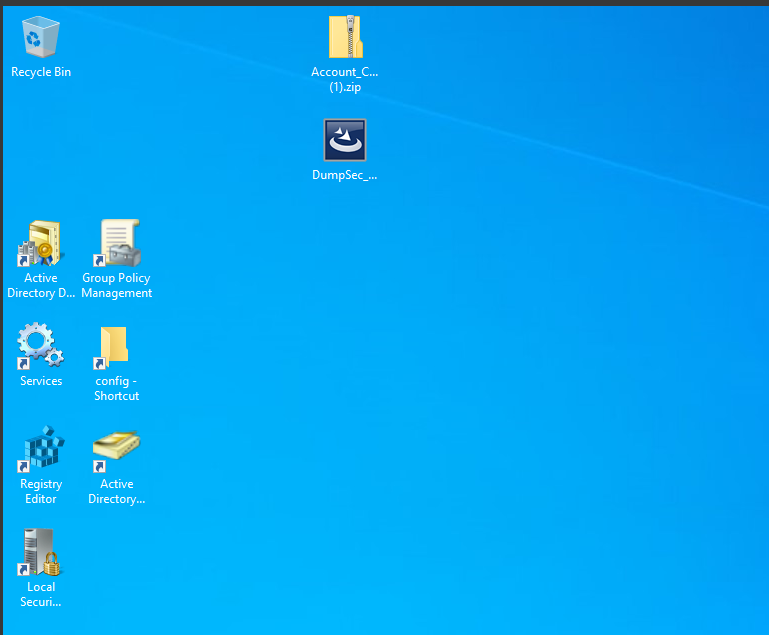 Recycle Bin
Account_C...
(1).zip
DumpSec_...
Active
Directory D...
Group Policy
Management
Services
config -
Shortcut
Registry
Editor
Active
Directory...
Local
Securi...